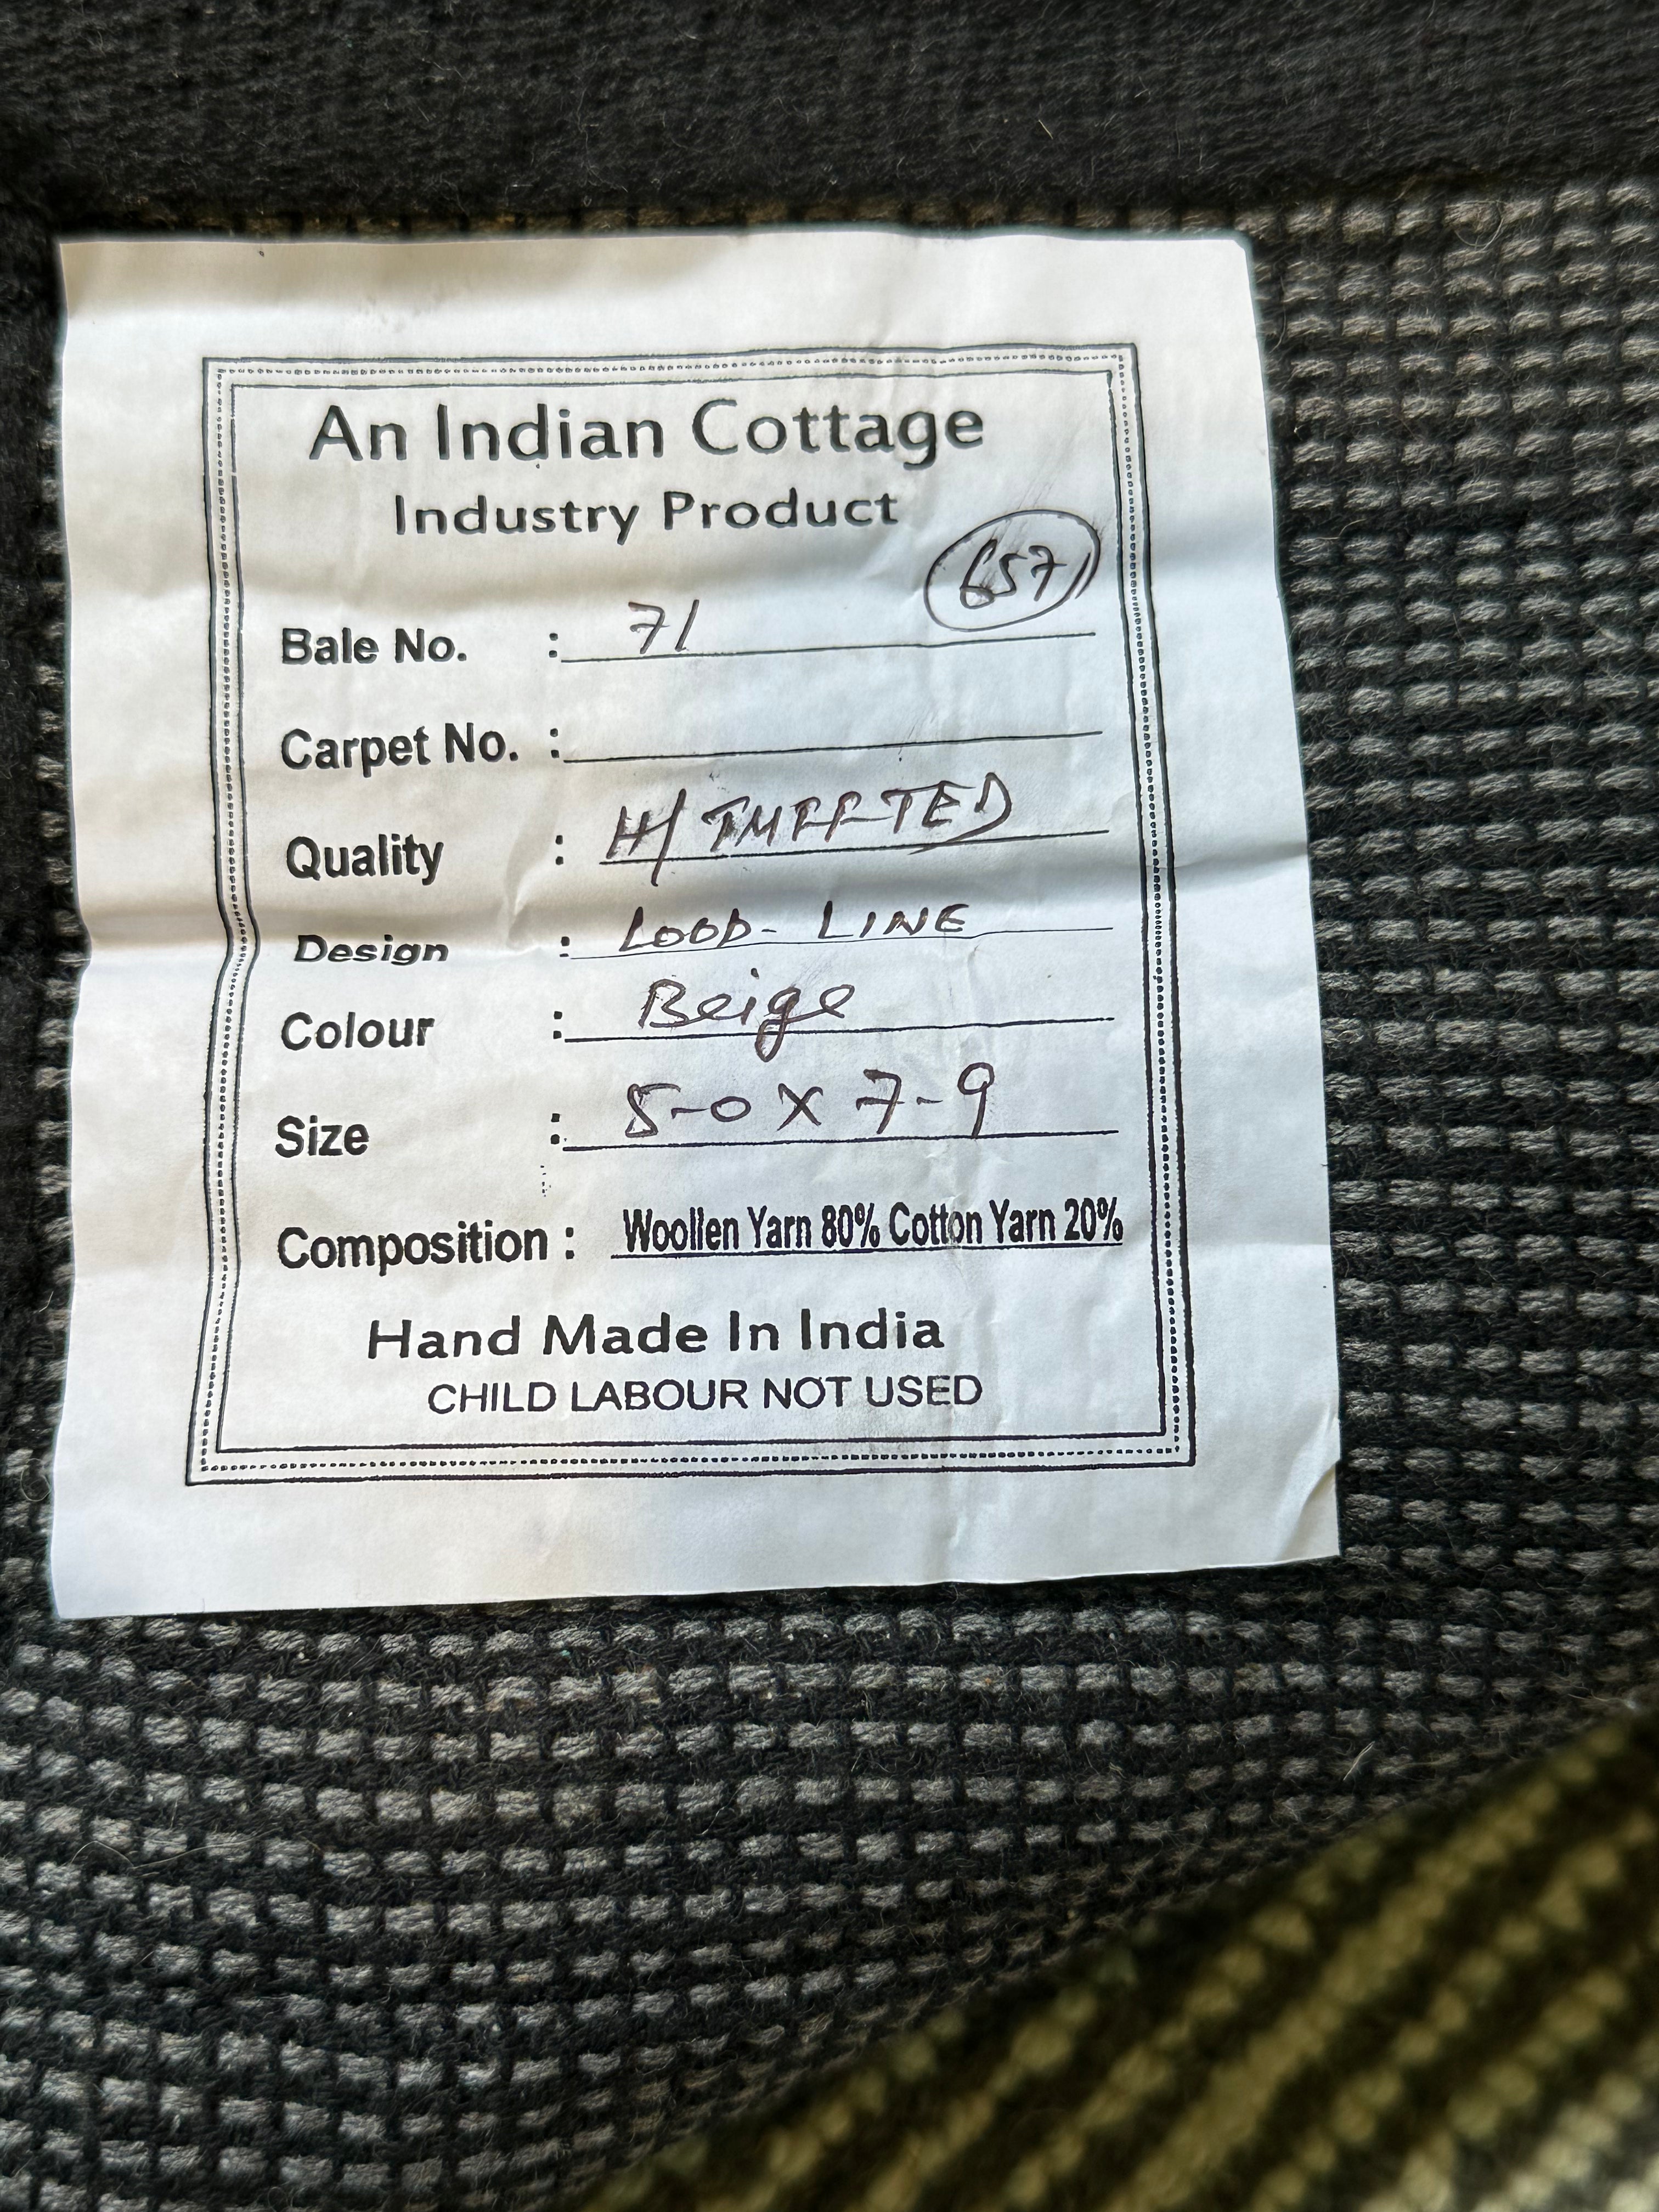 An Indian Cottage
Industry Product
657
Bale No. : 71
Carpet No. :
Quality : H/TUFFTED
Design : LOOP-LINE
Colour : Beige
Size : 5-0 X 7-9
Composition : Woollen Yarn 80% Cotton Yarn 20%
Hand Made In India
CHILD LABOUR NOT USED